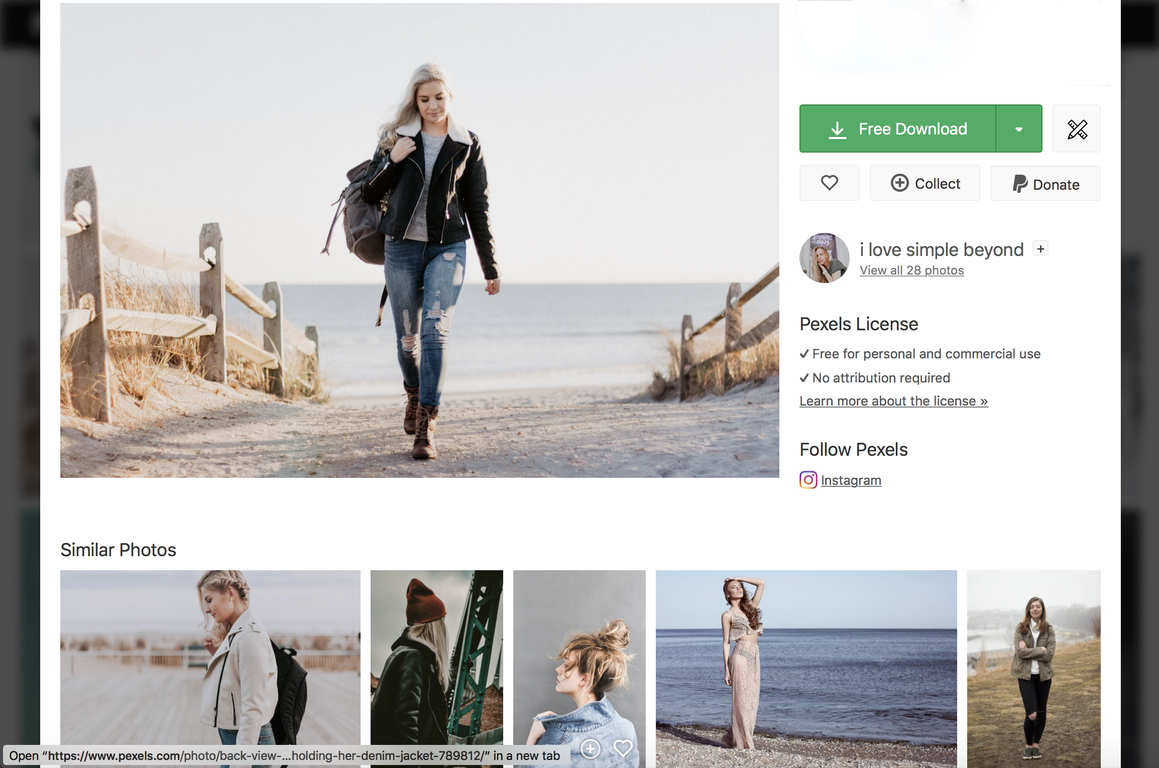 Free Download
Collect
Donate
i love simple beyond +
View all 28 photos
Pexels License
✓ Free for personal and commercial use
✓ No attribution required
Learn more about the license »
Follow Pexels
Instagram
Similar Photos
Open “https://www.pexels.com/photo/back-view-...holding-her-denim-jacket-789812/” in a new tab